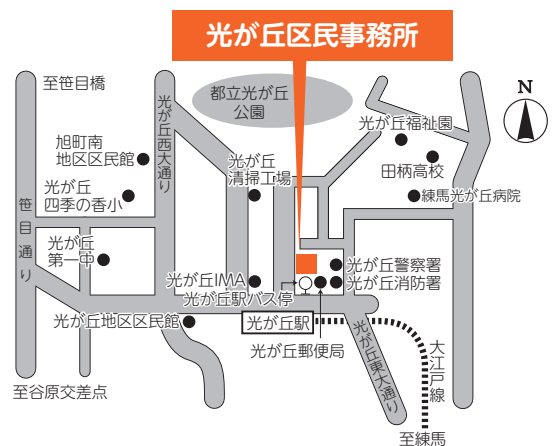 光が丘区民事務所
至笹目橋
都立光が丘
公園
N
光が丘西大通り
光が丘福祉園
旭町南
地区区民館
光が丘
清掃工場
田柄高校
光が丘
四季の香小
練馬光が丘病院
笹目通り
光が丘
第一中
光が丘警察署
光が丘IMA
光が丘消防署
光が丘駅バス停
光が丘地区区民館
光が丘駅
光が丘郵便局
光が丘東大通り
大江戸線
至谷原交差点
至練馬